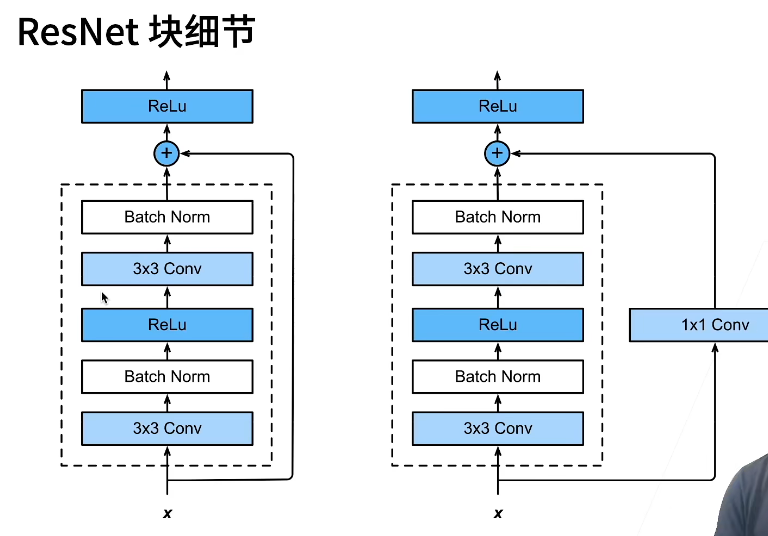 ResNet 块细节
ReLu
+
Batch Norm
3x3 Conv
ReLu
Batch Norm
3x3 Conv
x
ReLu
+
Batch Norm
3x3 Conv
ReLu
Batch Norm
3x3 Conv
x
1x1 Conv